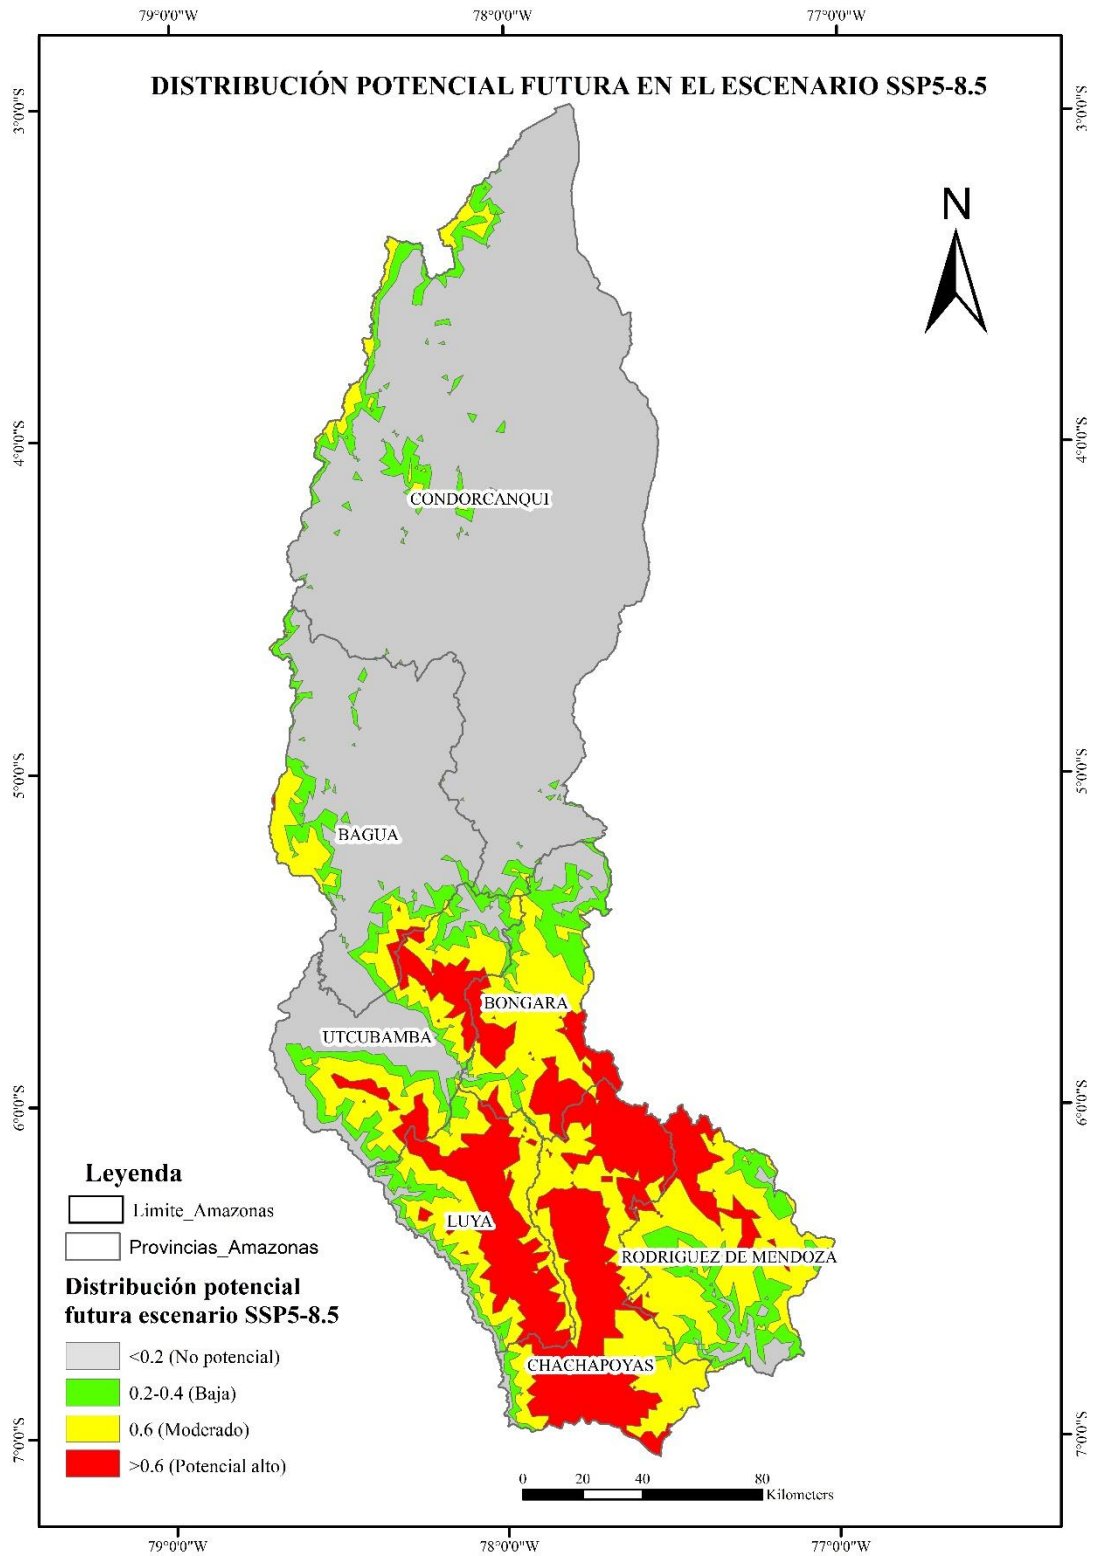 79°0'0"W 78°0'0"W 77°0'0"W
DISTRIBUCIÓN POTENCIAL FUTURA EN EL ESCENARIO SSP5-8.5
3°0'0"S 3°0'0"S
N
4°0'0"S 4°0'0"S
CONDORCANQUI
5°0'0"S 5°0'0"S
BAGUA
BONGARA
UTCUBAMBA
6°0'0"S 6°0'0"S
Leyenda
Limite_Amazonas
Provincias_Amazonas
LUYA
RODRIGUEZ DE MENDOZA
Distribución potencial
futura escenario SSP5-8.5
<0.2 (No potencial)
0.2-0.4 (Baja)
0.6 (Moderado)
>0.6 (Potencial alto)
CHACHAPOYAS
7°0'0"S 7°0'0"S
0 20 40 80
Kilometers
79°0'0"W 78°0'0"W 77°0'0"W